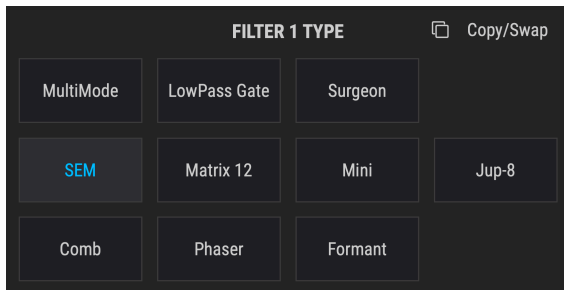 FILTER 1 TYPE Copy/Swap
MultiMode LowPass Gate Surgeon
SEM Matrix 12 Mini Jup-8
Comb Phaser Formant